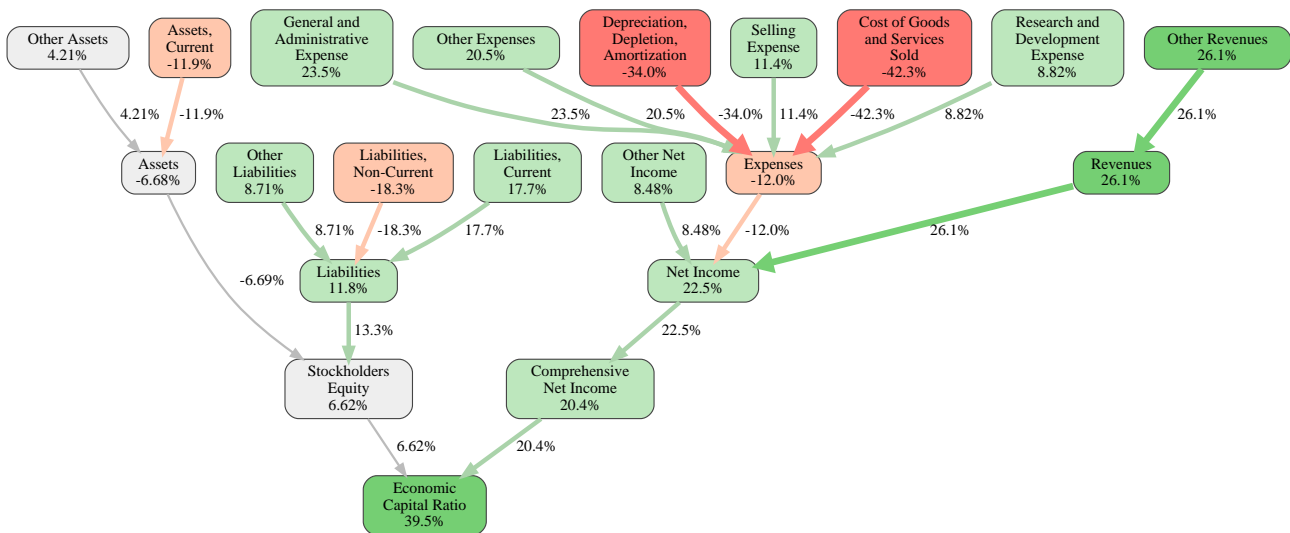 Other Assets
4.21%
Assets,
Current
-11.9%
General and
Administrative
Expense
23.5%
Other Expenses
20.5%
Depreciation,
Depletion,
Amortization
-34.0%
Selling
Expense
11.4%
Cost of Goods
and Services
Sold
-42.3%
Research and
Development
Expense
8.82%
Other Revenues
26.1%
4.21%
-11.9%
23.5%
20.5%
-34.0%
11.4%
-42.3%
8.82%
26.1%
Assets
-6.68%
Other
Liabilities
8.71%
Liabilities,
Non-Current
-18.3%
Liabilities,
Current
17.7%
Other Net
Income
8.48%
Expenses
-12.0%
Revenues
26.1%
8.71%
-18.3%
17.7%
8.48%
-12.0%
26.1%
-6.69%
Liabilities
11.8%
Net Income
22.5%
13.3%
22.5%
Stockholders
Equity
6.62%
Comprehensive
Net Income
20.4%
6.62%
20.4%
Economic
Capital Ratio
39.5%